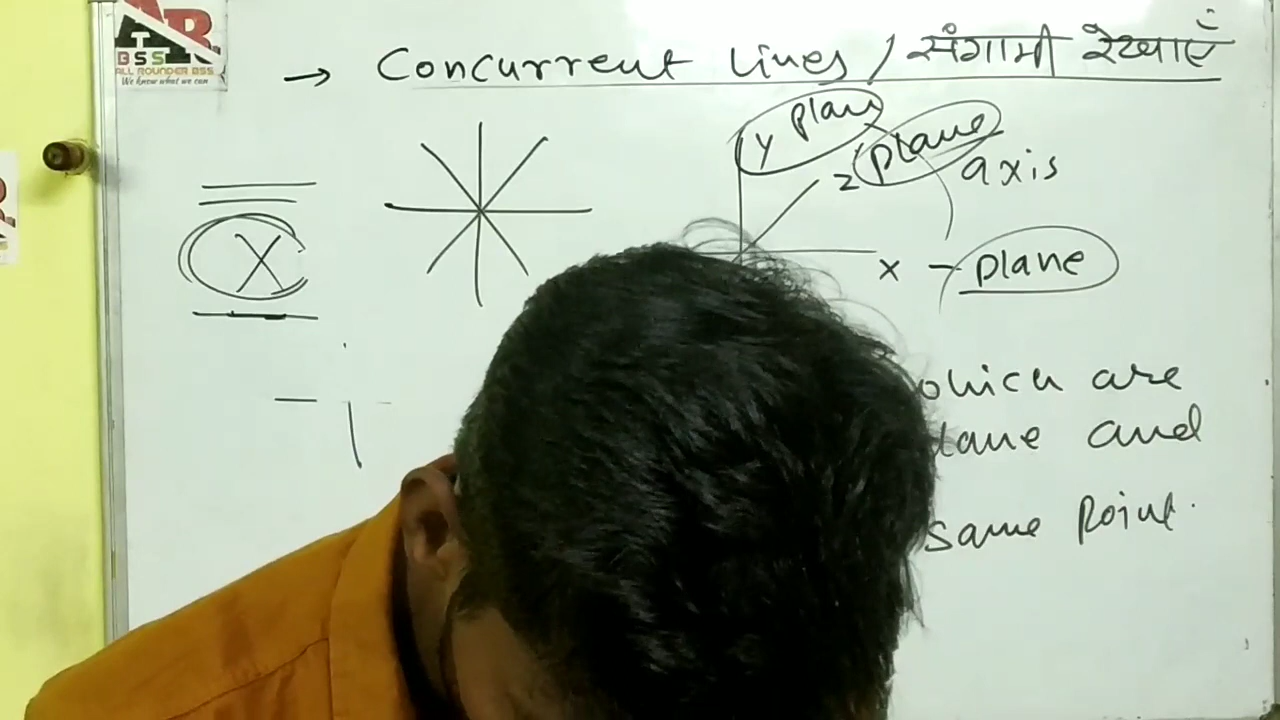 AR
BSS
ALL ROUNDER BSS
We know what we can
→ Concurrent lines / संगामी रेखाएं
y plane
z plane
axis
x - plane
which are
plane and
same point.